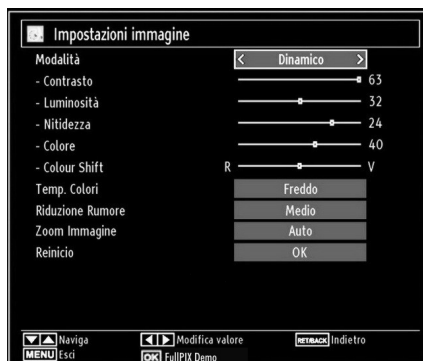 Impostazioni immagine
Modalità < Dinamico >
- Contrasto 63
- Luminosità 32
- Nitidezza 24
- Colore 40
- Colour Shift R V
Temp. Colori Freddo
Riduzione Rumore Medio
Zoom Immagine Auto
Reinicio OK
Naviga Modifica valore RET/BACK Indietro
MENU Esci OK FullPIX Demo